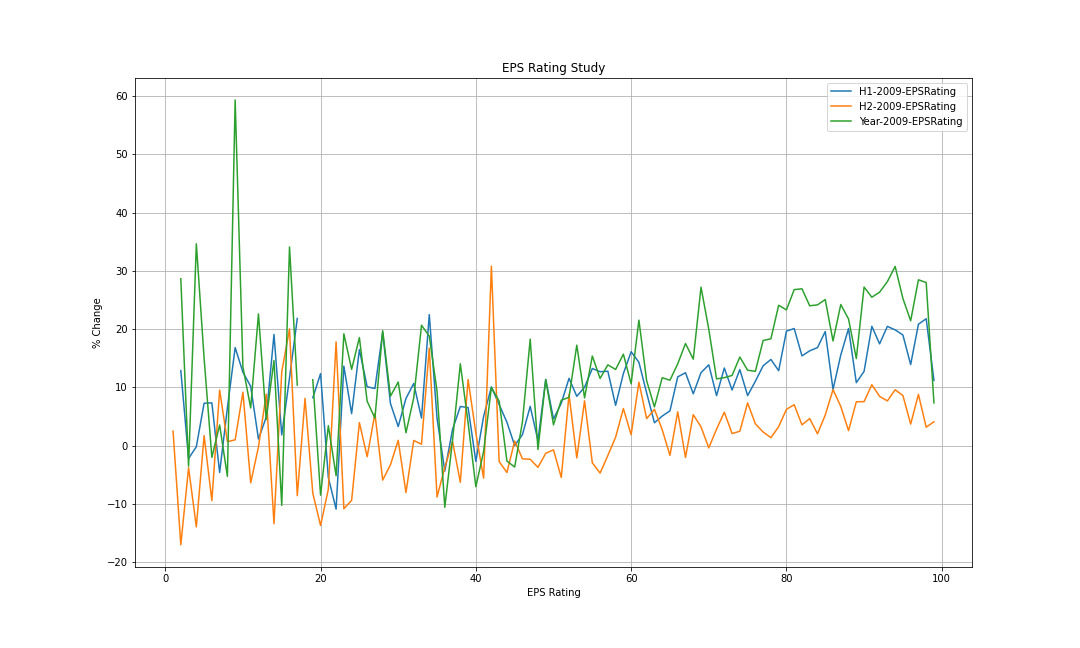 EPS Rating Study
H1-2009-EPSRating
H2-2009-EPSRating
Year-2009-EPSRating
% Change
60
50
40
30
20
10
0
−10
−20
0 20 40 60 80 100
EPS Rating